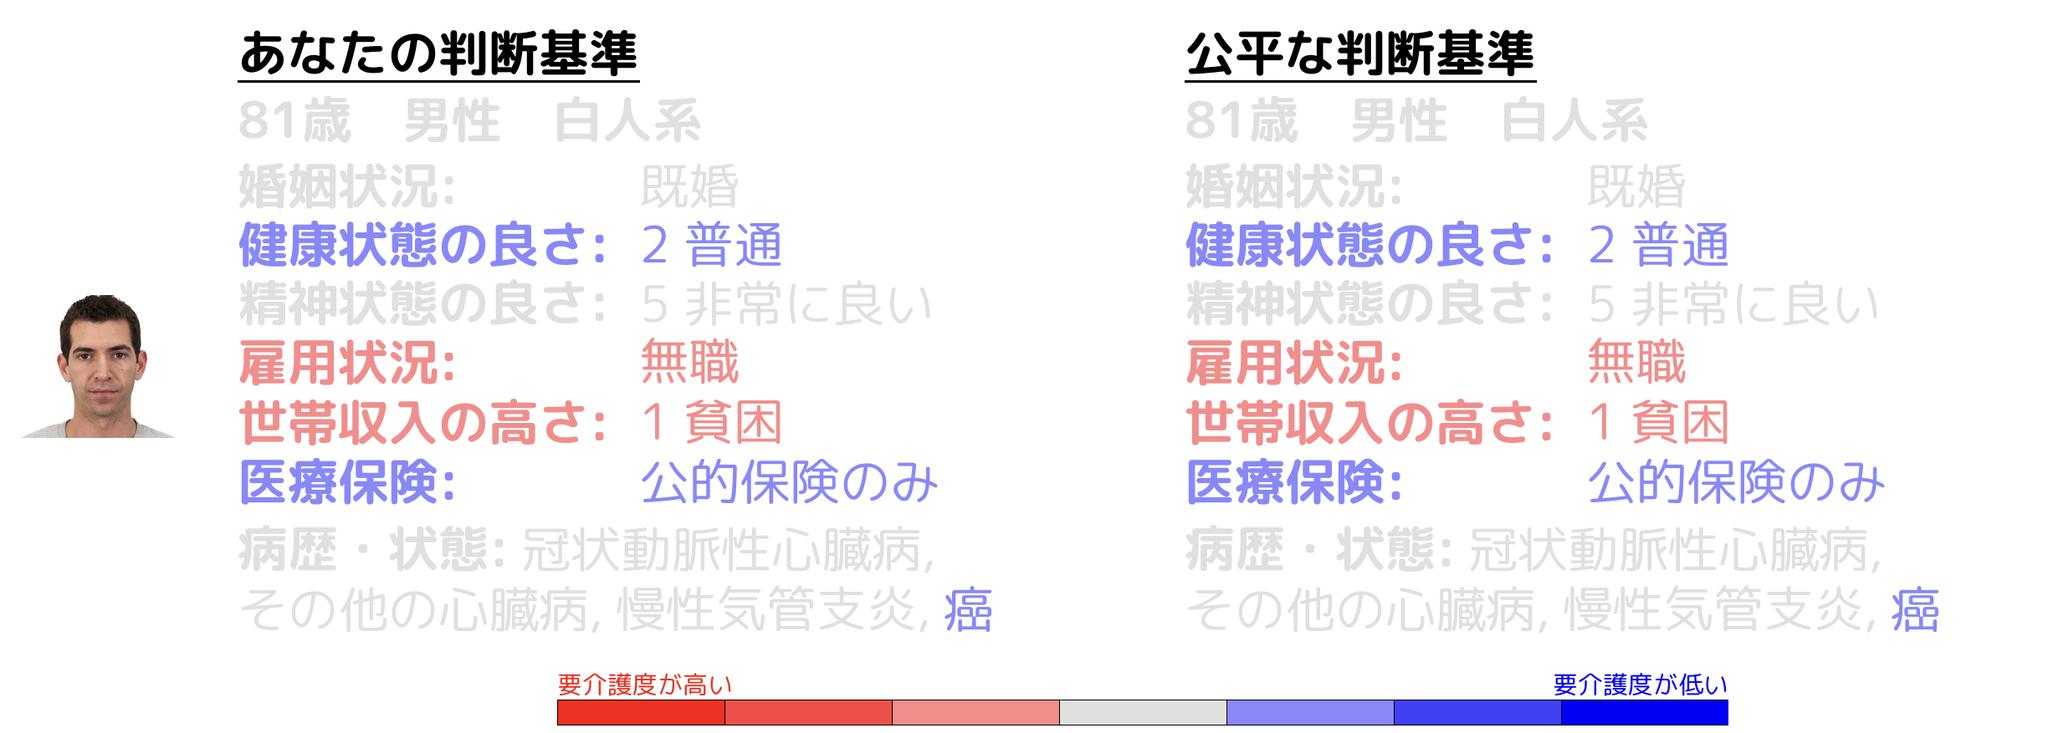 あなたの判断基準
81歳 男性 白人系
婚姻状況: 既婚
健康状態の良さ: 2 普通
精神状態の良さ: 5 非常に良い
雇用状況: 無職
世帯収入の高さ: 1 貧困
医療保険: 公的保険のみ
病歴・状態: 冠状動脈性心臓病,
その他の心臓病, 慢性気管支炎, 癌
公平な判断基準
81歳 男性 白人系
婚姻状況: 既婚
健康状態の良さ: 2 普通
精神状態の良さ: 5 非常に良い
雇用状況: 無職
世帯収入の高さ: 1 貧困
医療保険: 公的保険のみ
病歴・状態: 冠状動脈性心臓病,
その他の心臓病, 慢性気管支炎, 癌
要介護度が高い
要介護度が低い